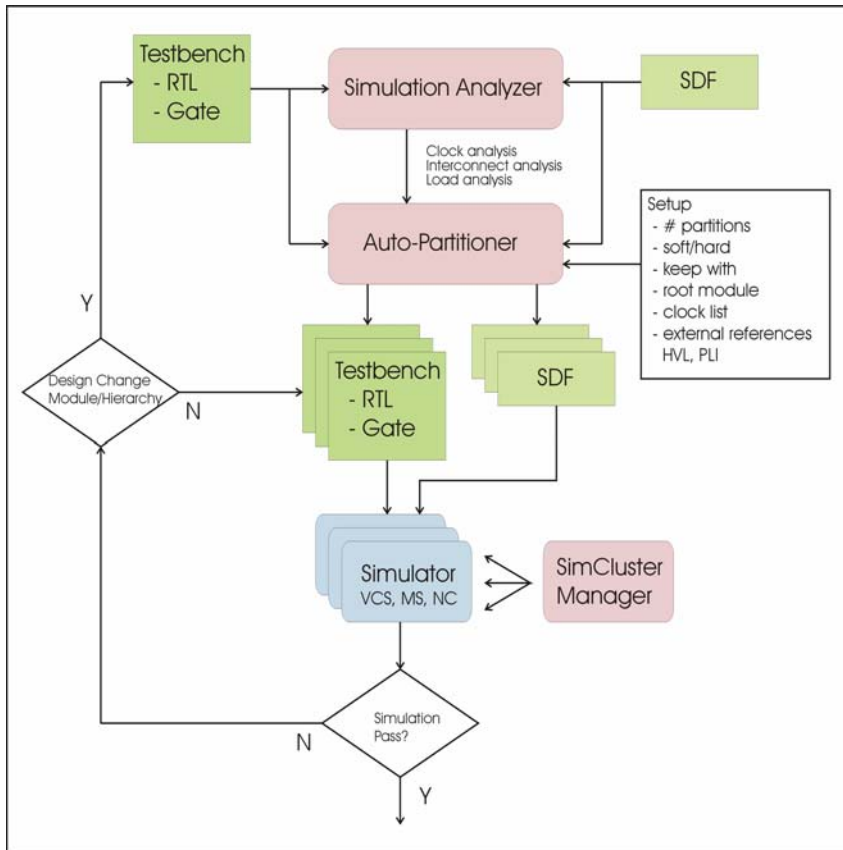 Testbench
- RTL
- Gate
Simulation Analyzer
SDF
Clock analysis
Interconnect analysis
Load analysis
Auto-Partitioner
Setup
- # partitions
- soft/hard
- keep with
- root module
- clock list
- external references
HVL, PLI
Y
Design Change
Module/Hierarchy
N
Testbench
- RTL
- Gate
SDF
Simulator
VCS, MS, NC
SimCluster
Manager
Simulation
Pass?
N
Y